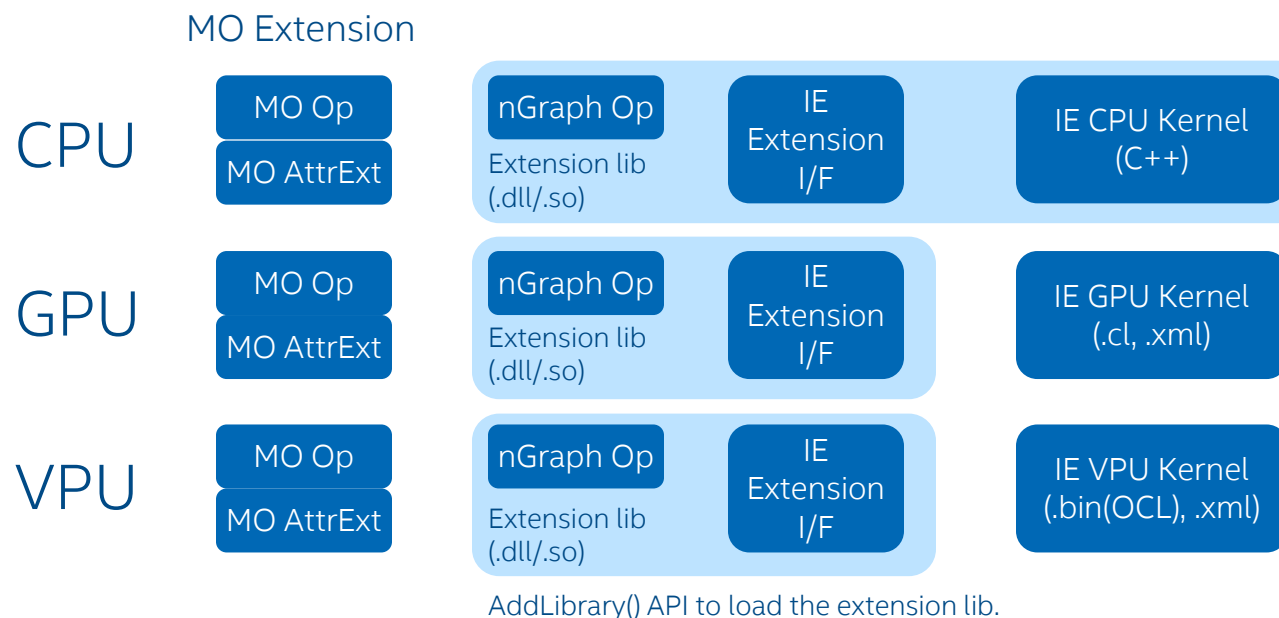 MO Extension
CPU
MO Op
MO AttrExt
nGraph Op
Extension lib
(.dll/.so)
IE
Extension
I/F
IE CPU Kernel
(C++)
GPU
MO Op
MO AttrExt
nGraph Op
Extension lib
(.dll/.so)
IE
Extension
I/F
IE GPU Kernel
(.cl, .xml)
VPU
MO Op
MO AttrExt
nGraph Op
Extension lib
(.dll/.so)
IE
Extension
I/F
IE VPU Kernel
(.bin(OCL), .xml)
AddLibrary() API to load the extension lib.